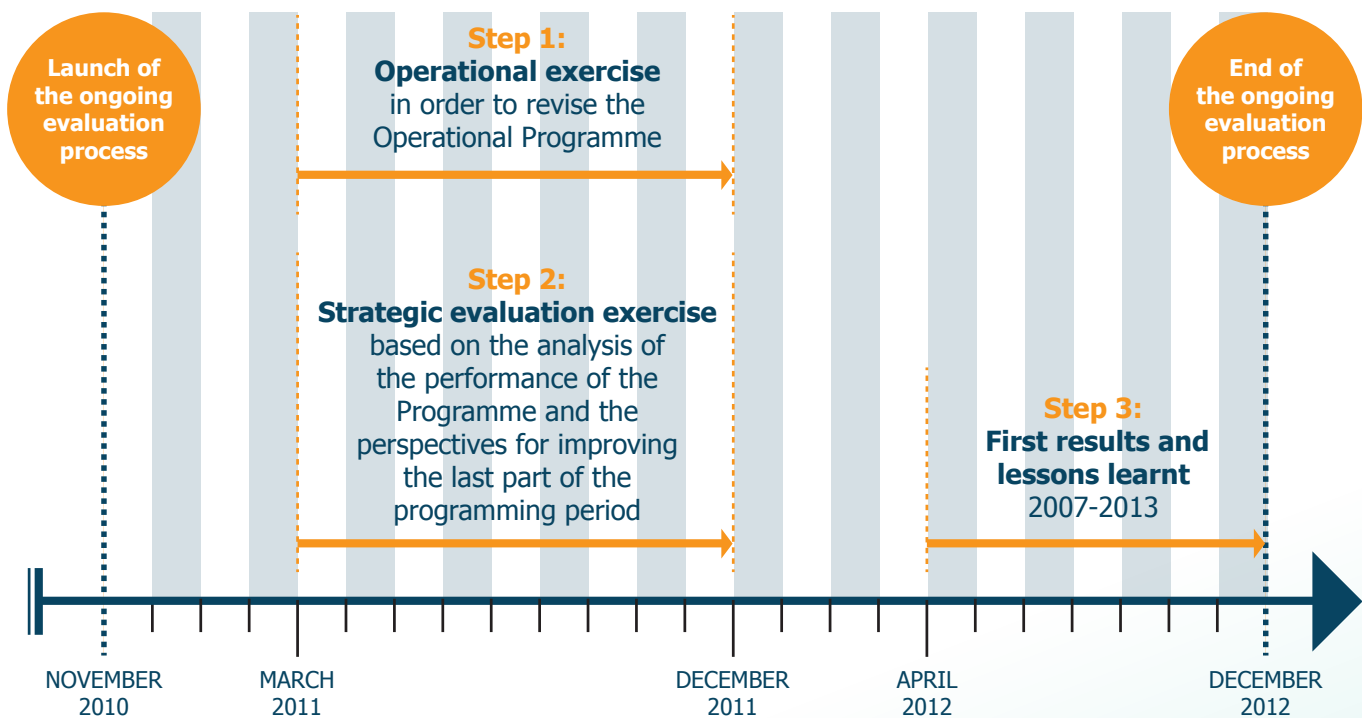 Launch of
the ongoing
evaluation
process
Step 1:
Operational exercise
in order to revise the
Operational Programme
End of
the ongoing
evaluation
process
Step 2:
Strategic evaluation exercise
based on the analysis of
the performance of the
Programme and the
perspectives for improving
the last part of the
programming period
Step 3:
First results and
lessons learnt
2007-2013
NOVEMBER
2010
MARCH
2011
DECEMBER
2011
APRIL
2012
DECEMBER
2012